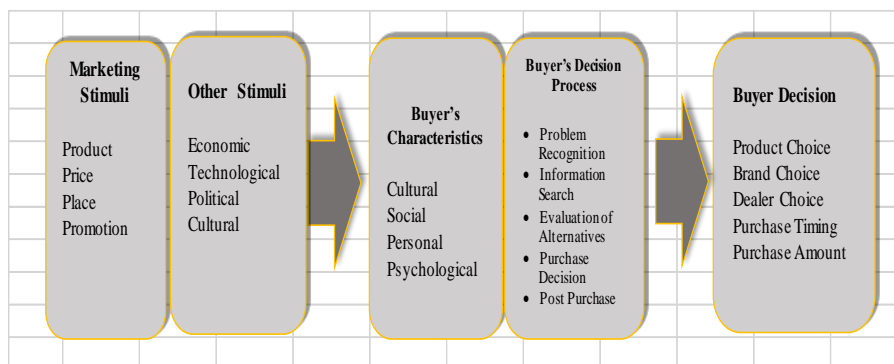 Marketing
Stimuli
Product
Price
Place
Promotion
Other Stimuli
Economic
Technological
Political
Cultural
Buyer's
Characteristics
Cultural
Social
Personal
Psychological
Buyer's Decision
Process
• Problem
Recognition
• Information
Search
• Evaluation of
Alternatives
• Purchase
Decision
• Post Purchase
Buyer Decision
Product Choice
Brand Choice
Dealer Choice
Purchase Timing
Purchase Amount